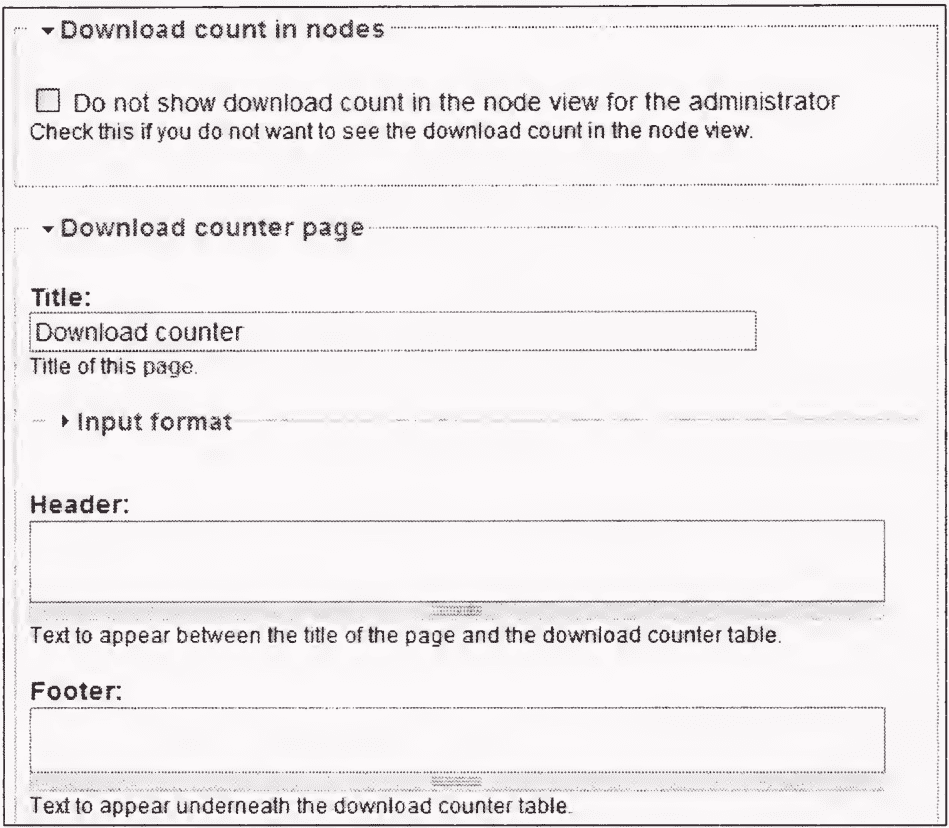 Download count in nodes
Do not show download count in the node view for the administrator
Check this if you do not want to see the download count in the node view.
Download counter page
Title:
Download counter
Title of this page.
Input format
Header:
Text to appear between the title of the page and the download counter table.
Footer:
Text to appear underneath the download counter table.